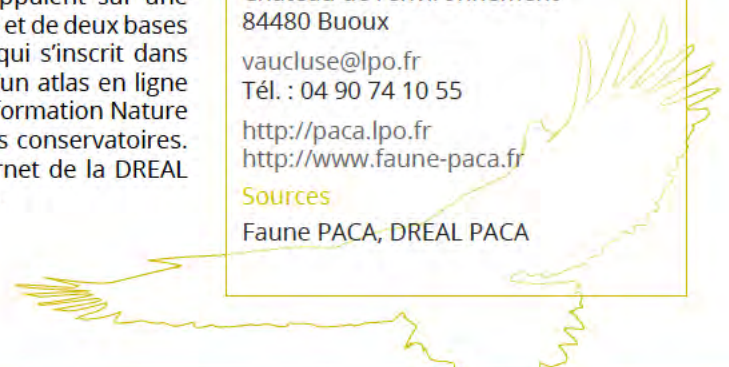 et de deux bases
qui s’inscrit dans
un atlas en ligne
formation Nature
s conservatoires.
rnet de la DREAL
84480 Buoux
vaucluse@lpo.fr
Tél. : 04 90 74 10 55
http://paca.lpo.fr
http://www.faune-paca.fr
Sources
Faune PACA, DREAL PACA